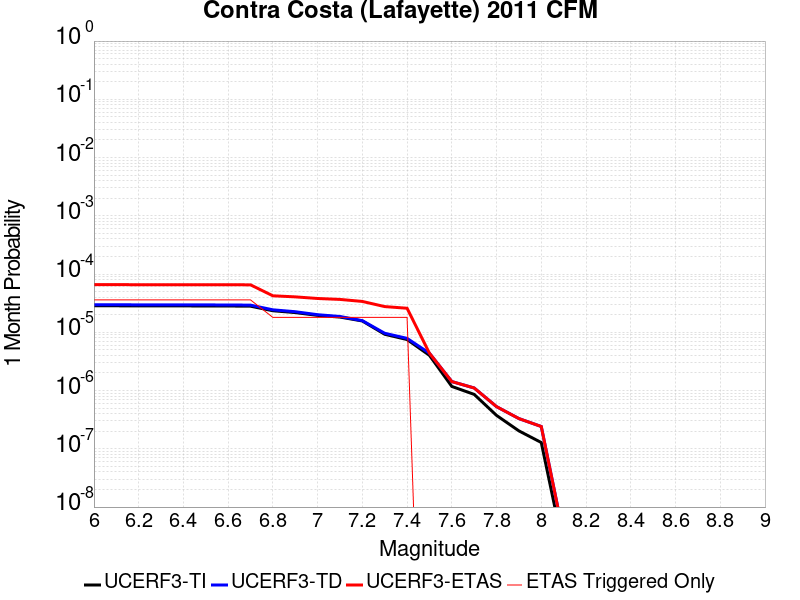 Contra Costa (Lafayette) 2011 CFM
10^0
10^-1
10^-2
10^-3
10^-4
10^-5
10^-6
10^-7
10^-8
1 Month Probability
6 6.2 6.4 6.6 6.8 7 7.2 7.4 7.6 7.8 8 8.2 8.4 8.6 8.8 9
Magnitude
UCERF3-TI UCERF3-TD UCERF3-ETAS ETAS Triggered Only